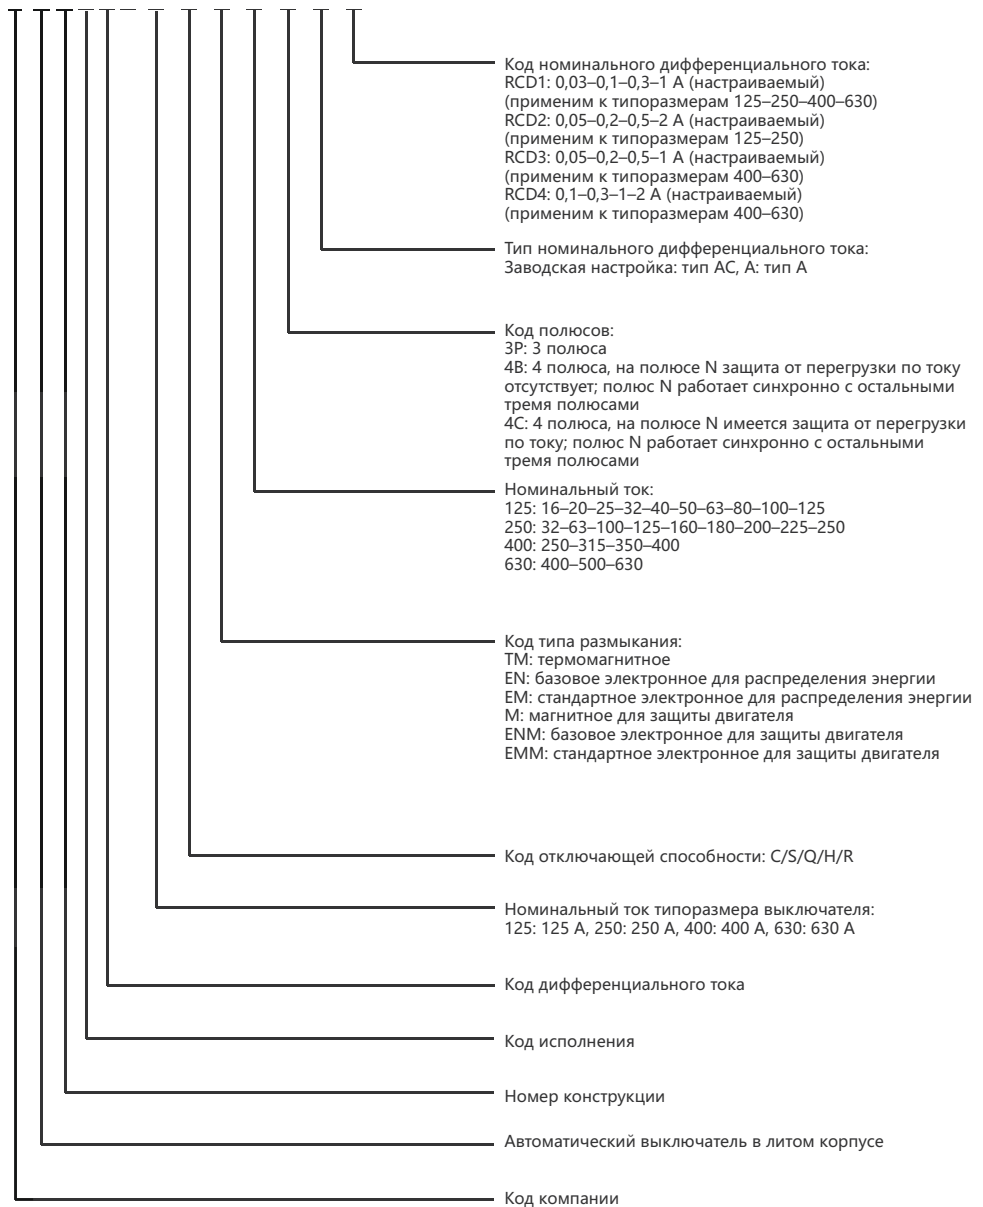 Код номинального дифференциального тока:
RCD1: 0,03–0,1–0,3–1 А (настраиваемый)
(применим к типоразмерам 125–250–400–630)
RCD2: 0,05–0,2–0,5–2 А (настраиваемый)
(применим к типоразмерам 125–250)
RCD3: 0,05–0,2–0,5–1 А (настраиваемый)
(применим к типоразмерам 400–630)
RCD4: 0,1–0,3–1–2 А (настраиваемый)
(применим к типоразмерам 400–630)
Тип номинального дифференциального тока:
Заводская настройка: тип AC, A: тип A
Код полюсов:
3P: 3 полюса
4B: 4 полюса, на полюсе N защита от перегрузки по току
отсутствует; полюс N работает синхронно с остальными
тремя полюсами
4C: 4 полюса, на полюсе N имеется защита от перегрузки
по току; полюс N работает синхронно с остальными
тремя полюсами
Номинальный ток:
125: 16–20–25–32–40–50–63–80–100–125
250: 32–63–100–125–160–180–200–225–250
400: 250–315–350–400
630: 400–500–630
Код типа размыкания:
TM: термомагнитное
EN: базовое электронное для распределения энергии
EM: стандартное электронное для распределения энергии
M: магнитное для защиты двигателя
ENM: базовое электронное для защиты двигателя
EMM: стандартное электронное для защиты двигателя
Код отключающей способности: C/S/Q/H/R
Номинальный ток типоразмера выключателя:
125: 125 А, 250: 250 А, 400: 400 А, 630: 630 А
Код дифференциального тока
Код исполнения
Номер конструкции
Автоматический выключатель в литом корпусе
Код компании